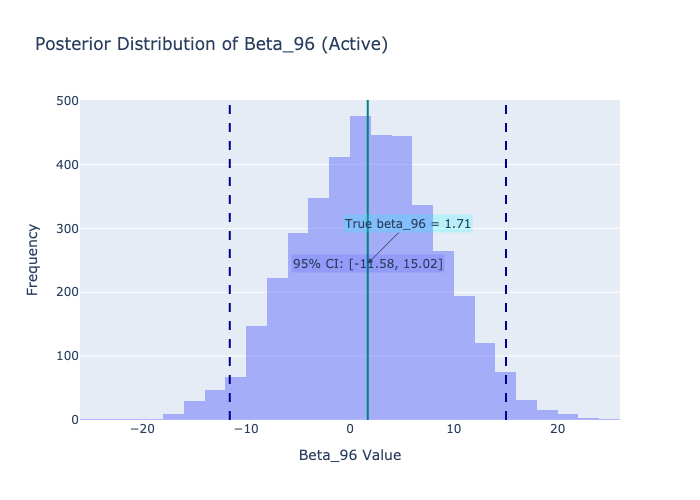 Posterior Distribution of Beta_96 (Active)
500
400
300
200
100
0
Frequency
True beta_96 = 1.71
95% CI: [-11.58, 15.02]
−20
−10
0
10
20
Beta_96 Value